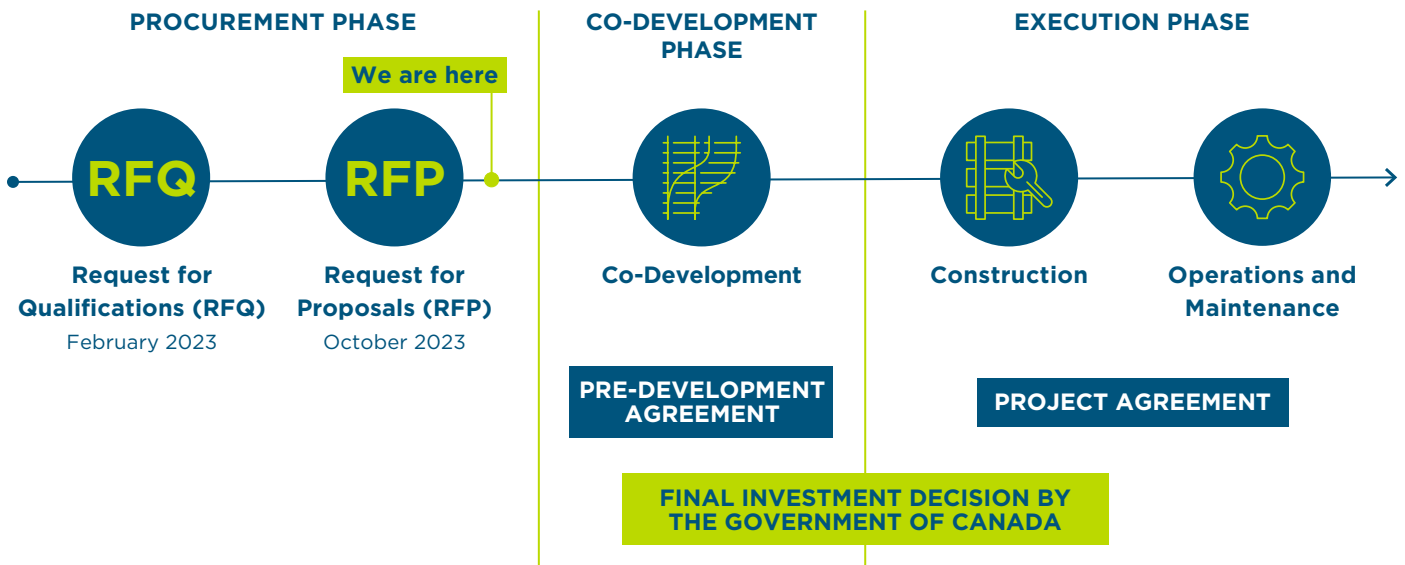 PROCUREMENT PHASE
CO-DEVELOPMENT
PHASE
EXECUTION PHASE
We are here
RFQ
RFP
Request for
Qualifications (RFQ)
February 2023
Request for
Proposals (RFP)
October 2023
Co-Development
Construction
Operations and
Maintenance
PRE-DEVELOPMENT
AGREEMENT
PROJECT AGREEMENT
FINAL INVESTMENT DECISION BY
THE GOVERNMENT OF CANADA